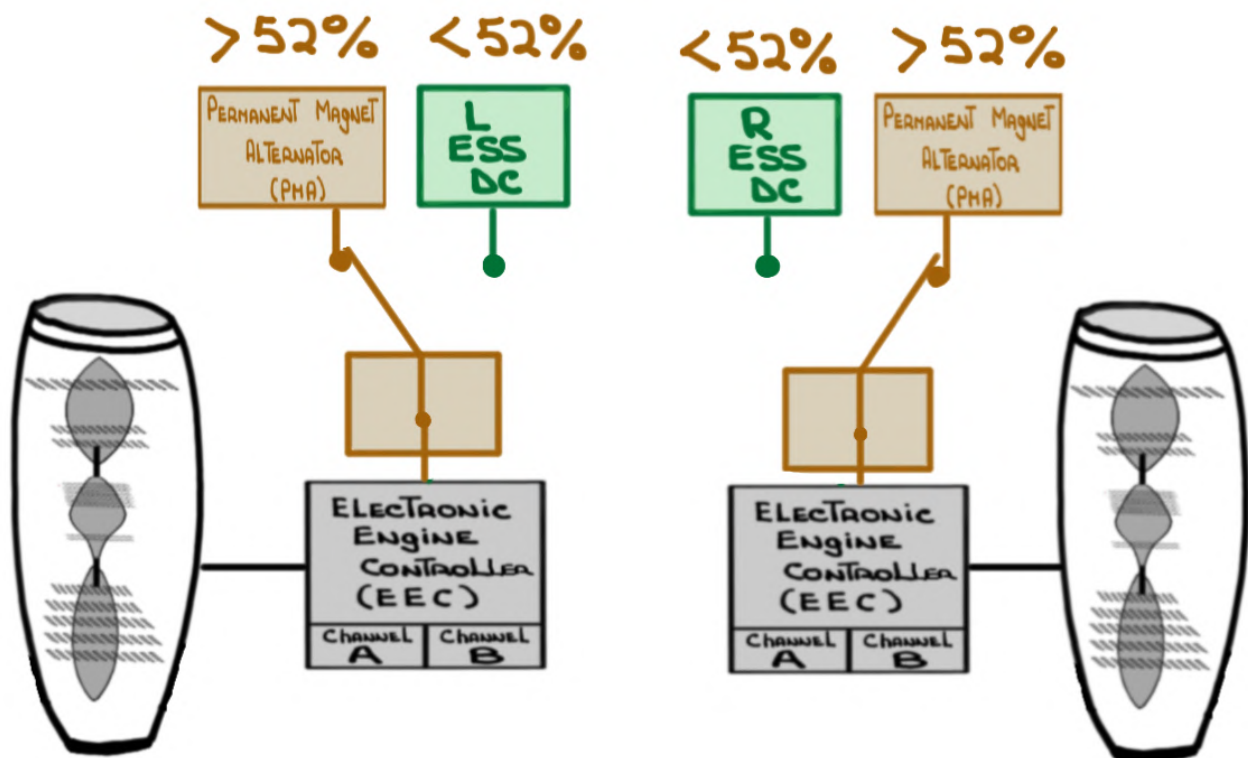 >52%
<52%
<52%
>52%
PERMANENT MAGNET
ALTERNATOR
(PMA)
L
ESS
DC
R
ESS
DC
PERMANENT MAGNET
ALTERNATOR
(PMA)
ELECTRONIC
ENGINE
CONTROLLER
(EEC)
CHANNEL
A
CHANNEL
B
ELECTRONIC
ENGINE
CONTROLLER
(EEC)
CHANNEL
A
CHANNEL
B